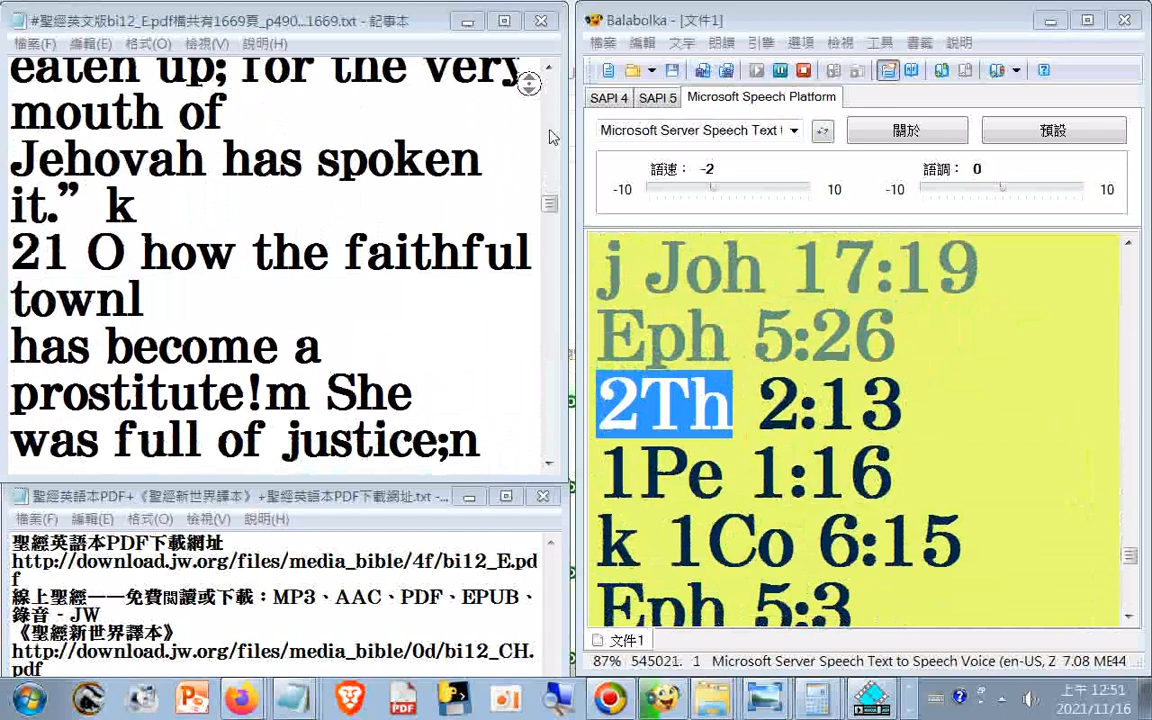 #聖經英文版bi12_E.pdf檔共有1669頁_p490...1669.txt - 記事本
檔案(F) 編輯(E) 格式(O) 檢視(V) 說明(H)
eaten up; for the very
mouth of
Jehovah has spoken
it.” k
21 O how the faithful
townl
has become a
prostitute!m She
was full of justice;n
聖經英語本PDF+《聖經新世界譯本》+聖經英語本PDF下載網址.txt -...
檔案(F) 編輯(E) 格式(O) 檢視(V) 說明(H)
聖經英語本PDF下載網址
http://download.jw.org/files/media_bible/4f/bi12_E.pd
f
線上聖經——免費閱讀或下載：MP3、AAC、PDF、EPUB、
錄音 - JW
《聖經新世界譯本》
http://download.jw.org/files/media_bible/0d/bi12_CH.
pdf
Balabolka - [文件1]
檔案 編輯 文字 朗讀 引擎 選項 檢視 工具 書籤 說明
SAPI 4 SAPI 5 Microsoft Speech Platform
Microsoft Server Speech Text 關於 預設
語速： -2 語調： 0
-10 10 -10 10
j Joh 17:19
Eph 5:26
2Th 2:13
1Pe 1:16
k 1Co 6:15
Eph 5:3
文件1
87% 545021. 1 Microsoft Server Speech Text to Speech Voice (en-US, Z 7.08 ME44
上午 12:51
2021/11/16